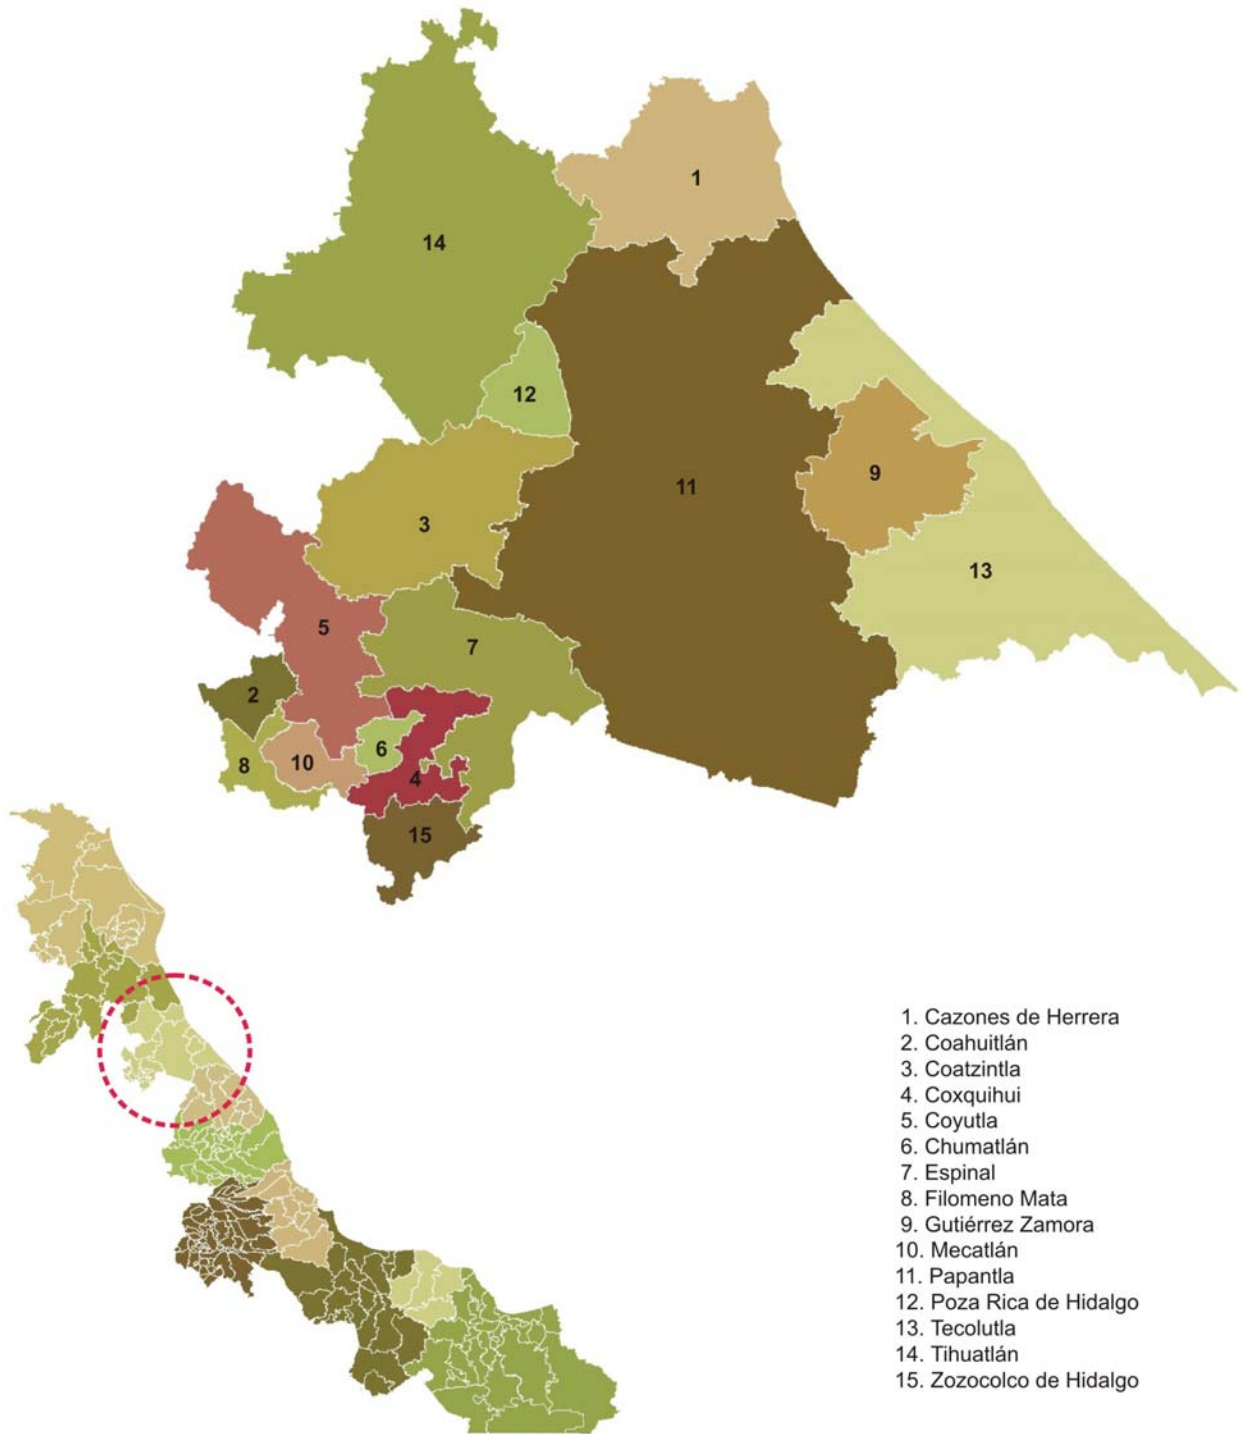 1
14
12
9
11
3
13
5
7
2
6
10
8
4
15
1. Cazones de Herrera
2. Coahuitlán
3. Coatzintla
4. Coxquihui
5. Coyutla
6. Chumatlán
7. Espinal
8. Filomeno Mata
9. Gutiérrez Zamora
10. Mecatlán
11. Papantla
12. Poza Rica de Hidalgo
13. Tecolutla
14. Tihuatlán
15. Zozocolco de Hidalgo